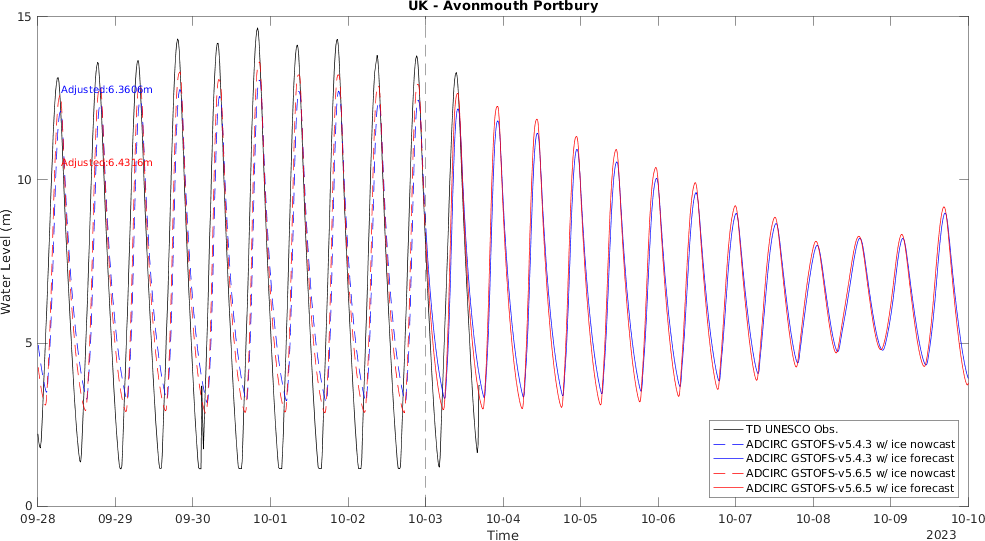 UK - Avonmouth Portbury
15
Adjusted:6.3606m
Adjusted:6.4316m
10
Water Level (m)
5
0
TD UNESCO Obs.
ADCIRC GSTOFS-v5.4.3 w/ ice nowcast
ADCIRC GSTOFS-v5.4.3 w/ ice forecast
ADCIRC GSTOFS-v5.6.5 w/ ice nowcast
ADCIRC GSTOFS-v5.6.5 w/ ice forecast
09-28 09-29 09-30 10-01 10-02 10-03 10-04 10-05 10-06 10-07 10-08 10-09 10-10
Time
2023